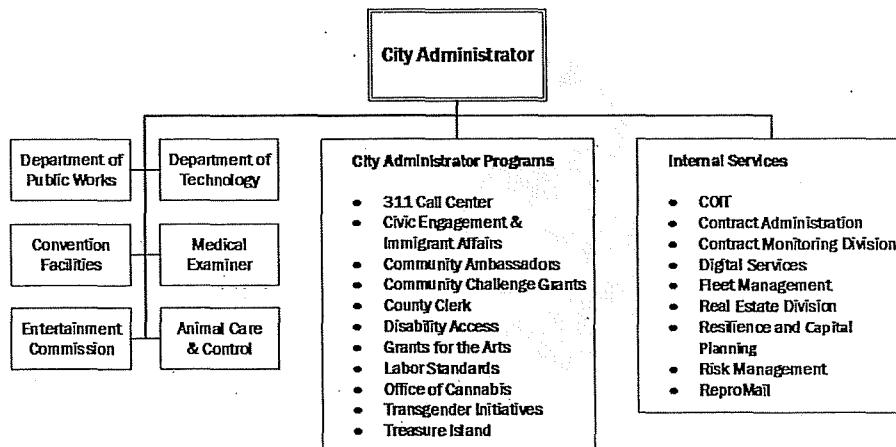 City Administrator
Department of
Public Works
Department of
Technology
Convention
Facilities
Medical
Examiner
Entertainment
Commission
Animal Care
& Control
City Administrator Programs
• 311 Call Center
• Civic Engagement &
Immigrant Affairs
• Community Ambassadors
• Community Challenge Grants
• County Clerk
• Disability Access
• Grants for the Arts
• Labor Standards
• Office of Cannabis
• Transgender Initiatives
• Treasure Island
Internal Services
• COIT
• Contract Administration
• Contract Monitoring Division
• Digital Services
• Fleet Management
• Real Estate Division
• Resilience and Capital
Planning
• Risk Management
• ReproMail